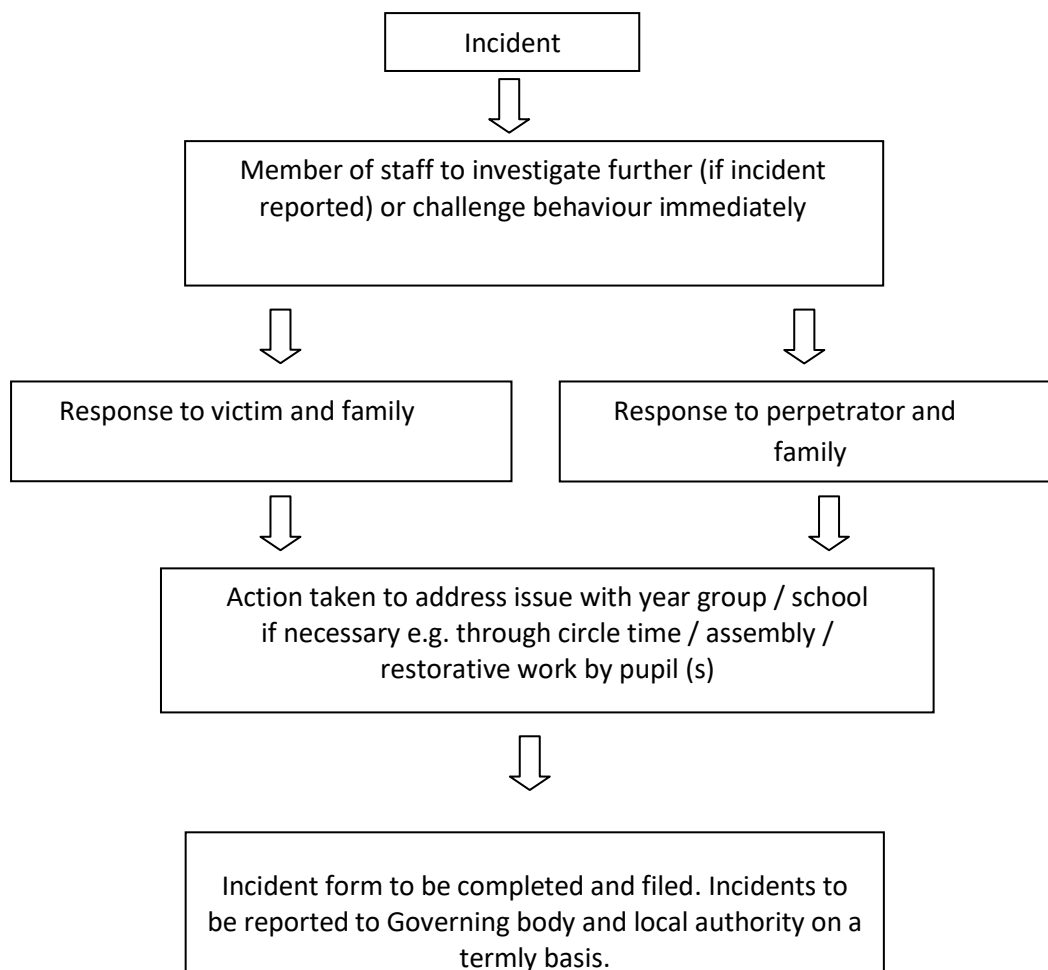 Incident
Member of staff to investigate further (if incident
reported) or challenge behaviour immediately
Response to victim and family
Response to perpetrator and
family
Action taken to address issue with year group / school
if necessary e.g. through circle time / assembly /
restorative work by pupil (s)
Incident form to be completed and filed. Incidents to
be reported to Governing body and local authority on a
termly basis.